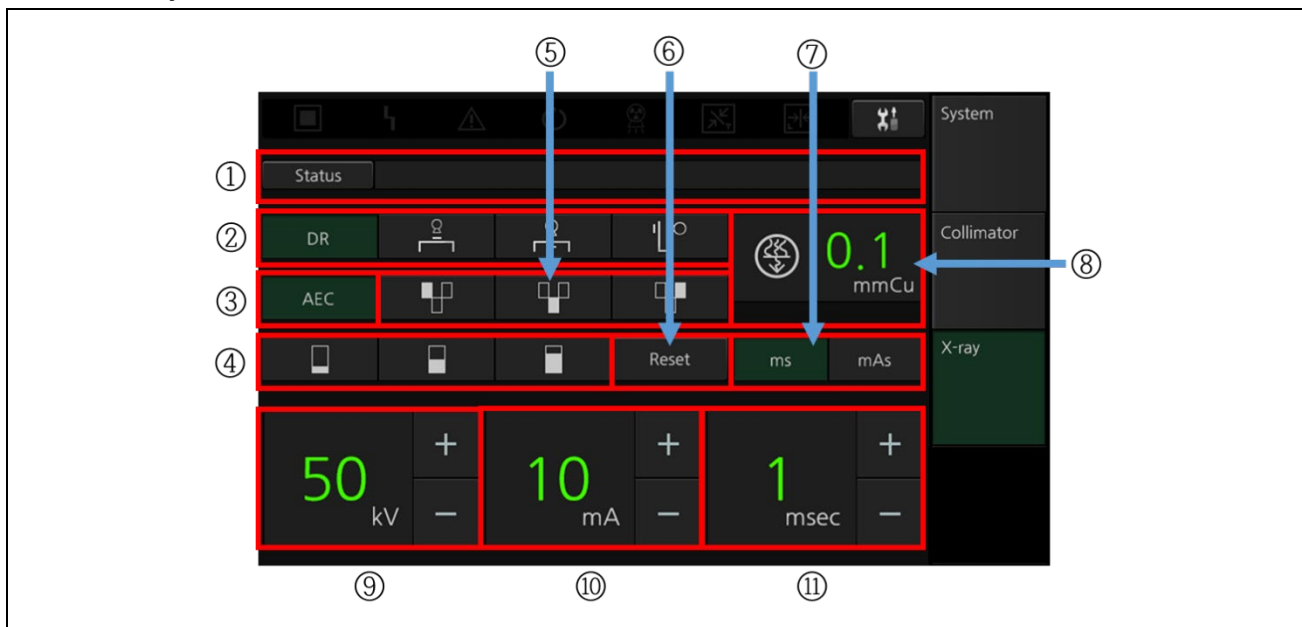 ⑤ ⑥ ⑦
System
① Status
② DR 0.1 Collimator
mmCu ⑧
③ AEC
④ Reset ms mAs X-ray
+ + +
50 10 1
kV − mA − msec −
⑨ ⑩ ⑪